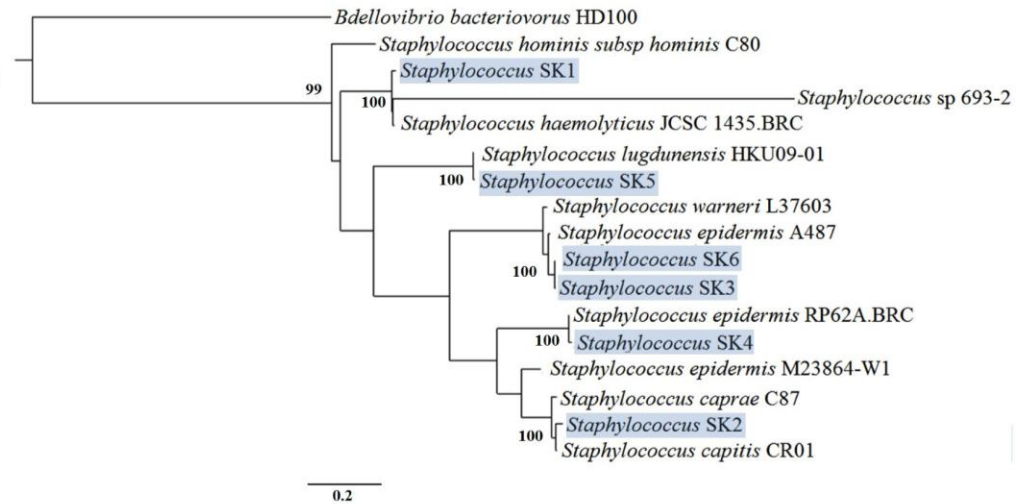 Bdellovibrio bacteriovorus HD100
Staphylococcus hominis subsp hominis C80
99
Staphylococcus SK1
100
Staphylococcus sp 693-2
Staphylococcus haemolyticus JCSC 1435.BRC
Staphylococcus lugdunensis HKU09-01
100
Staphylococcus SK5
Staphylococcus warneri L37603
Staphylococcus epidermis A487
Staphylococcus SK6
100
Staphylococcus SK3
Staphylococcus epidermis RP62A.BRC
100
Staphylococcus SK4
Staphylococcus epidermis M23864-W1
Staphylococcus caprae C87
Staphylococcus SK2
100
Staphylococcus capitis CR01
0.2